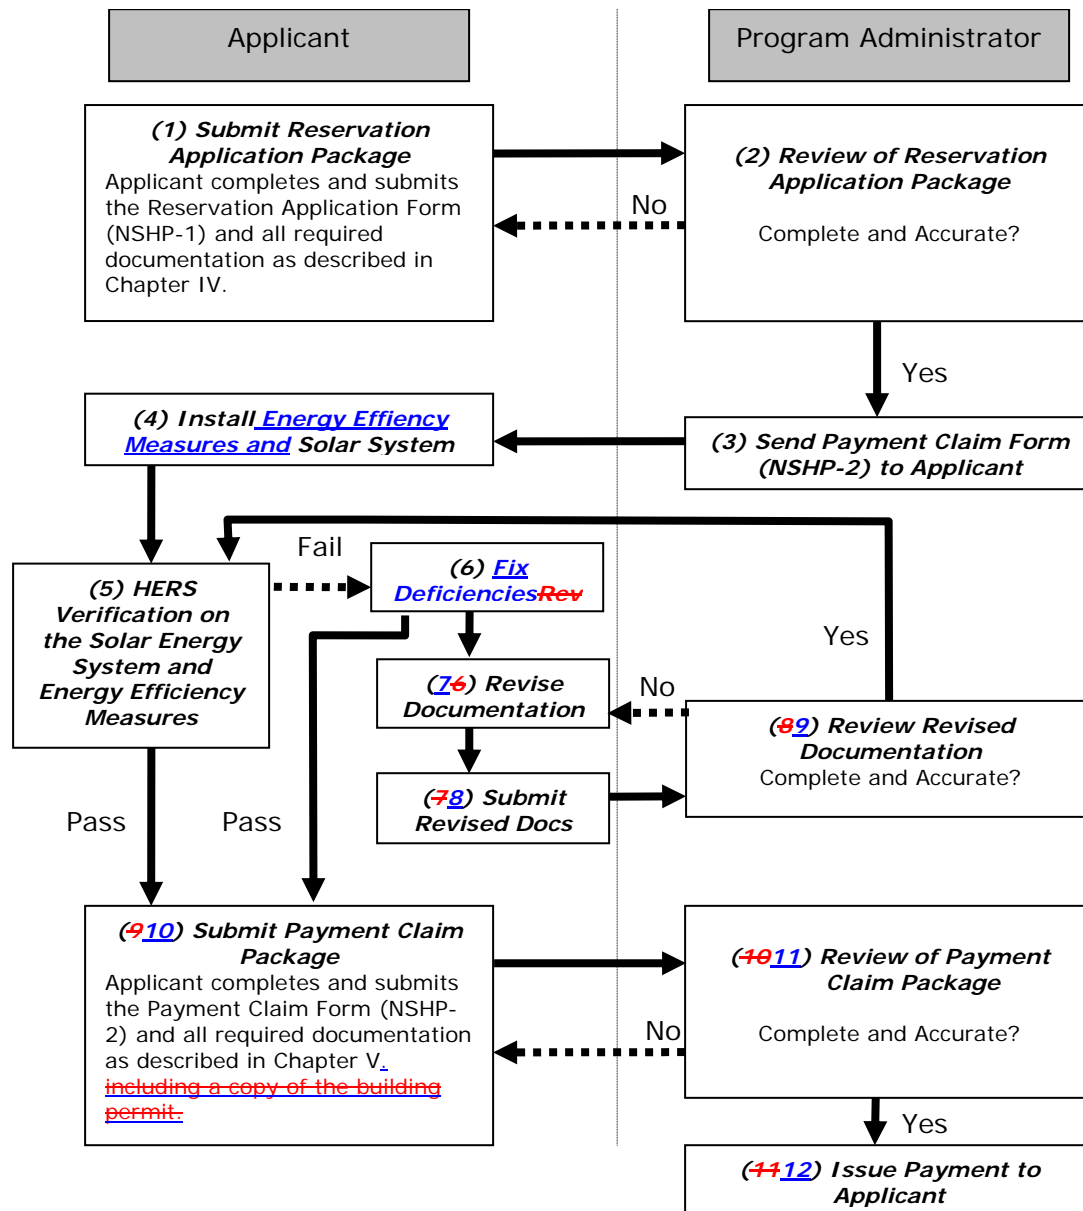 Applicant
Program Administrator
(1) Submit Reservation
Application Package
Applicant completes and submits
the Reservation Application Form
(NSHP-1) and all required
documentation as described in
Chapter IV.
(2) Review of Reservation
Application Package
Complete and Accurate?
No
Yes
(4) Install Energy Effiency
Measures and Solar System
(3) Send Payment Claim Form
(NSHP-2) to Applicant
Fail
(5) HERS
Verification on
the Solar Energy
System and
Energy Efficiency
Measures
(6) Fix
DeficienciesRev
Yes
(76) Revise
Documentation
No
(89) Review Revised
Documentation
Complete and Accurate?
(78) Submit
Revised Docs
Pass
Pass
(910) Submit Payment Claim
Package
Applicant completes and submits
the Payment Claim Form (NSHP-
2) and all required documentation
as described in Chapter V.
including a copy of the building
permit.
(1011) Review of Payment
Claim Package
Complete and Accurate?
No
Yes
(1112) Issue Payment to
Applicant